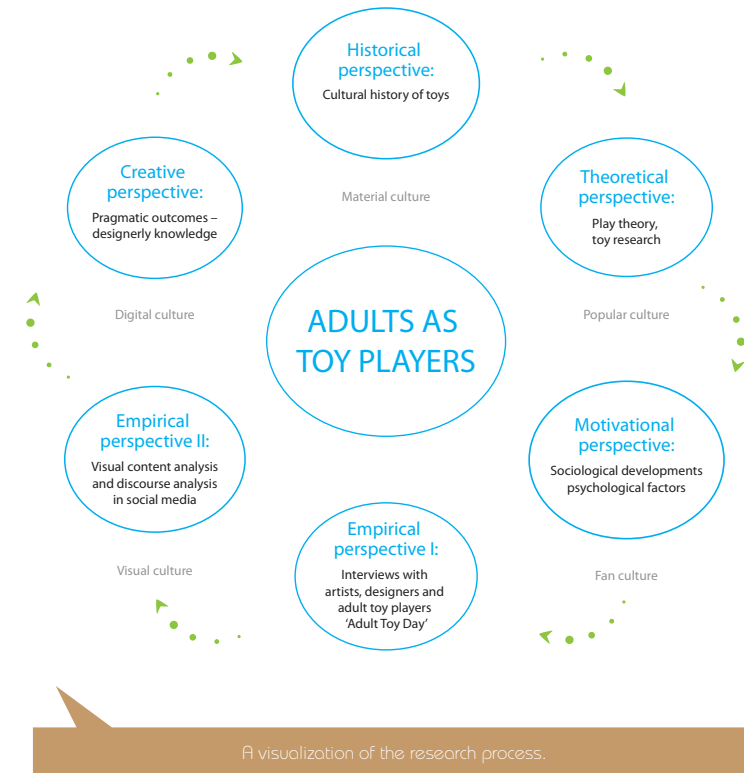 Historical
perspective:
Cultural history of toys
Creative
perspective:
Pragmatic outcomes –
designerly knowledge
Material culture
Theoretical
perspective:
Play theory,
toy research
Digital culture
ADULTS AS
TOY PLAYERS
Popular culture
Empirical
perspective II:
Visual content analysis
and discourse analysis
in social media
Motivational
perspective:
Sociological developments
psychological factors
Empirical
perspective I:
Interviews with
artists, designers and
adult toy players
‘Adult Toy Day’
Visual culture
Fan culture
A visualization of the research process.